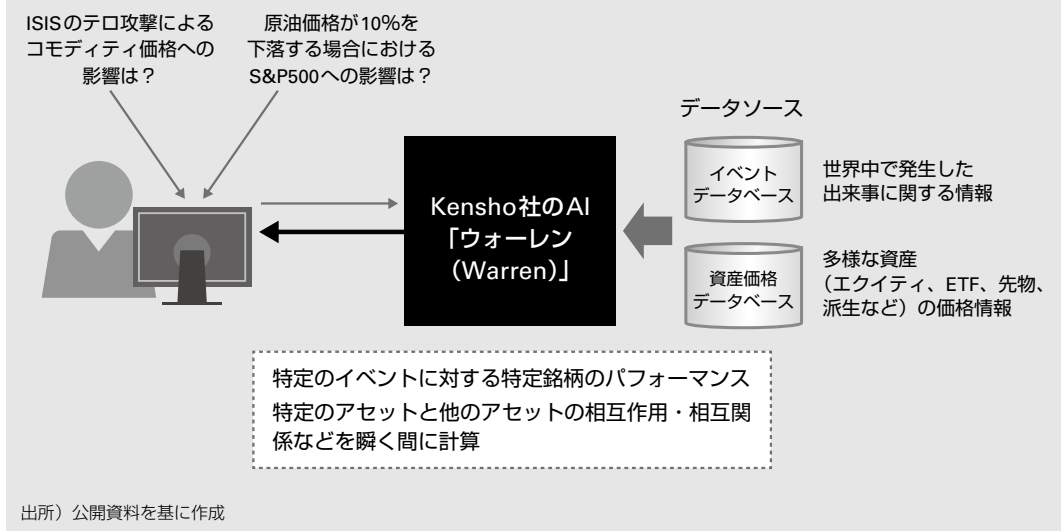 ISISのテロ攻撃による
コモディティ価格への
影響は？
原油価格が10%を
下落する場合における
S&P500への影響は？
データソース
イベント
データベース
世界中で発生した
出来事に関する情報
Kensho社のAI
「ウォーレン
（Warren）」
資産価格
データベース
多様な資産
（エクイティ、ETF、先物、
派生など）の価格情報
特定のイベントに対する特定銘柄のパフォーマンス
特定のアセットと他のアセットの相互作用・相互関
係などを瞬く間に計算
出所）公開資料を基に作成